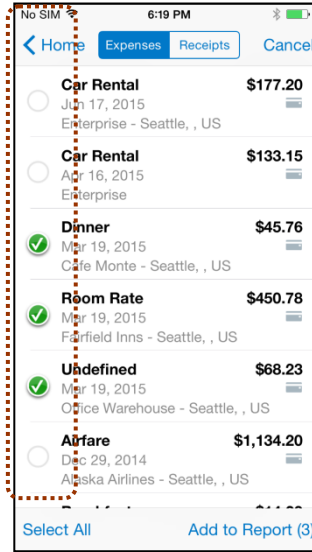 No SIM 6:19 PM
Home Expenses Receipts Cancel
Car Rental $177.20
Jun 17, 2015
Enterprise - Seattle, , US
Car Rental $133.15
Apr 16, 2015
Enterprise
Dinner $45.76
Mar 19, 2015
Cafe Monte - Seattle, , US
Room Rate $450.78
Mar 19, 2015
Fairfield Inns - Seattle, , US
Undefined $68.23
Mar 19, 2015
Office Warehouse - Seattle, , US
Airfare $1,134.20
Dec 29, 2014
Alaska Airlines - Seattle, , US
Select All Add to Report (3)